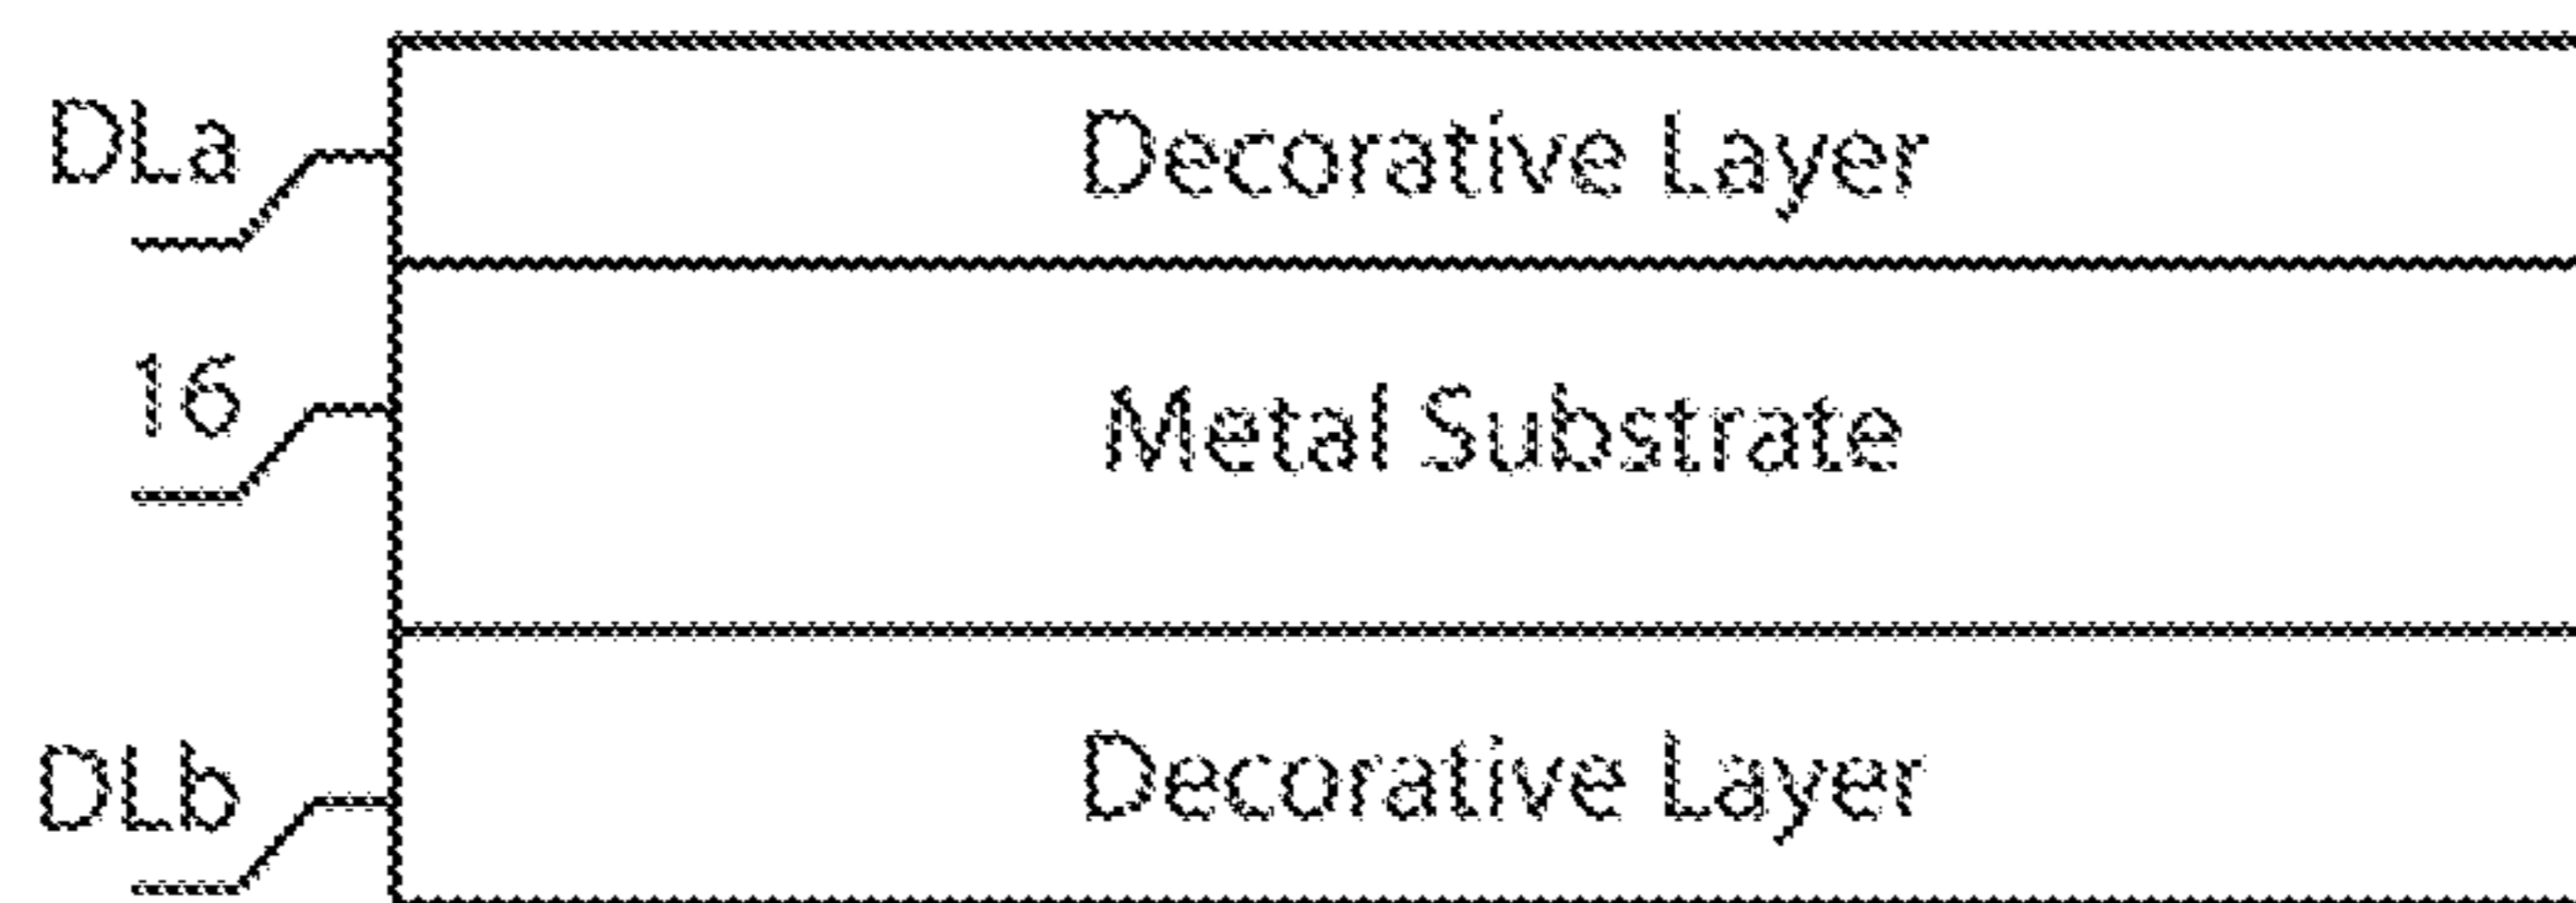 DLa
Decorative Layer
16
Metal Substrate
DLb
Decorative Layer